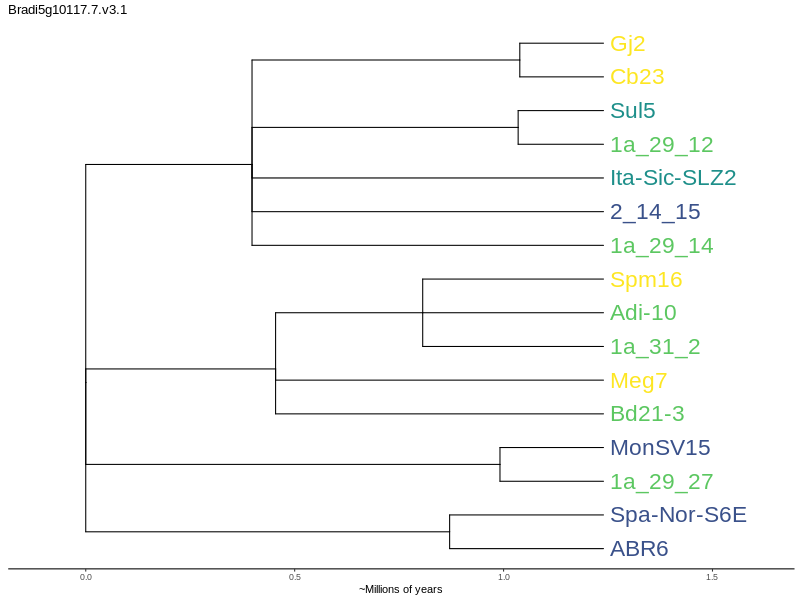 Bradi5g10117.7.v3.1
Gj2
Cb23
Sul5
1a_29_12
Ita-Sic-SLZ2
2_14_15
1a_29_14
Spm16
Adi-10
1a_31_2
Meg7
Bd21-3
MonSV15
1a_29_27
Spa-Nor-S6E
ABR6
0.0 0.5 1.0 1.5
~Millions of years